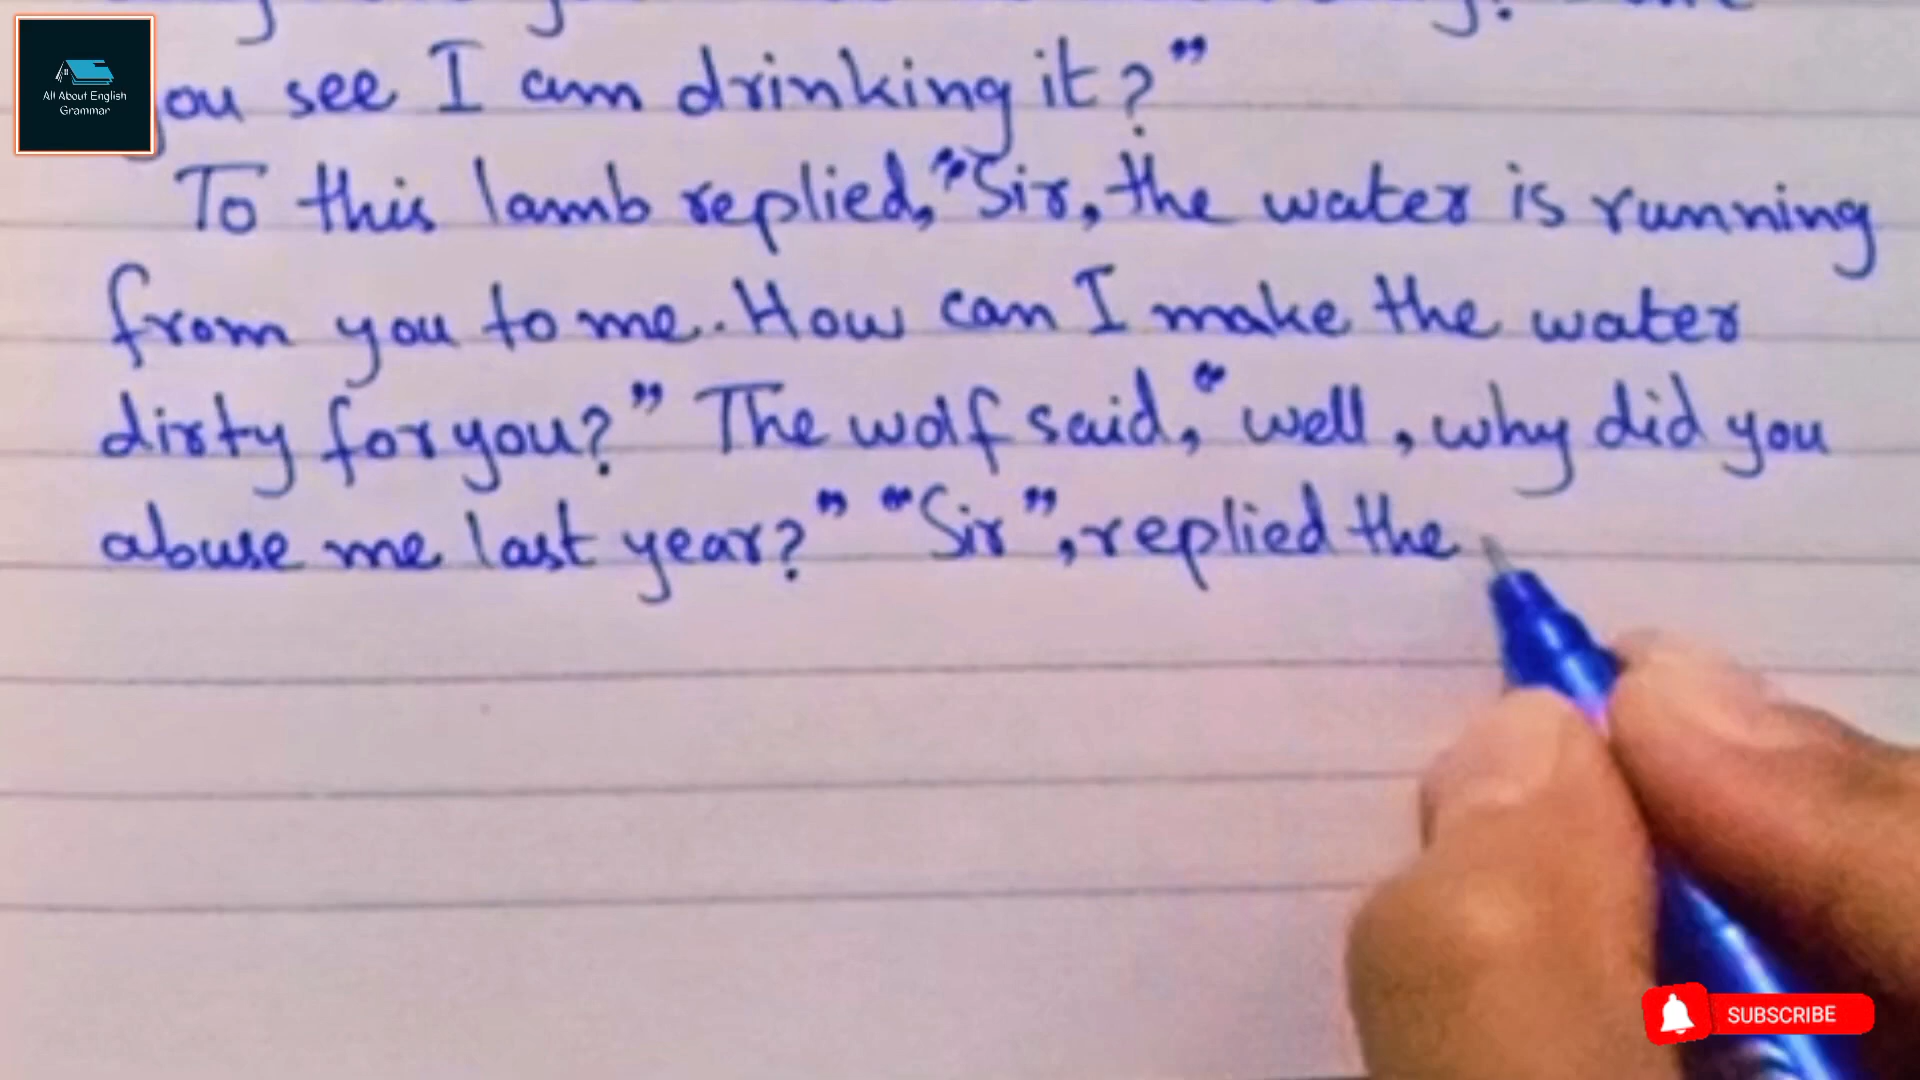 All About English
Grammar
you see I am drinking it?”
To this lamb replied, “Sir, the water is running
from you to me. How can I make the water
dirty for you?” The wolf said, “well, why did you
abuse me last year?” “Sir”, replied the
SUBSCRIBE